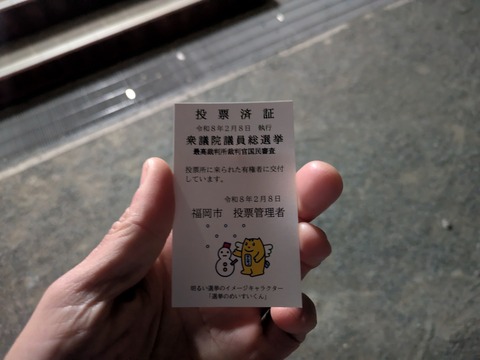 投票済証
令和8年2月8日 執行
衆議院議員総選挙
最高裁判所裁判官国民審査
投票所に来られた有権者に交付
しています。
令和8年2月8日
福岡市 投票管理者
明るい選挙のイメージキャラクター
「選挙のめいすいくん」